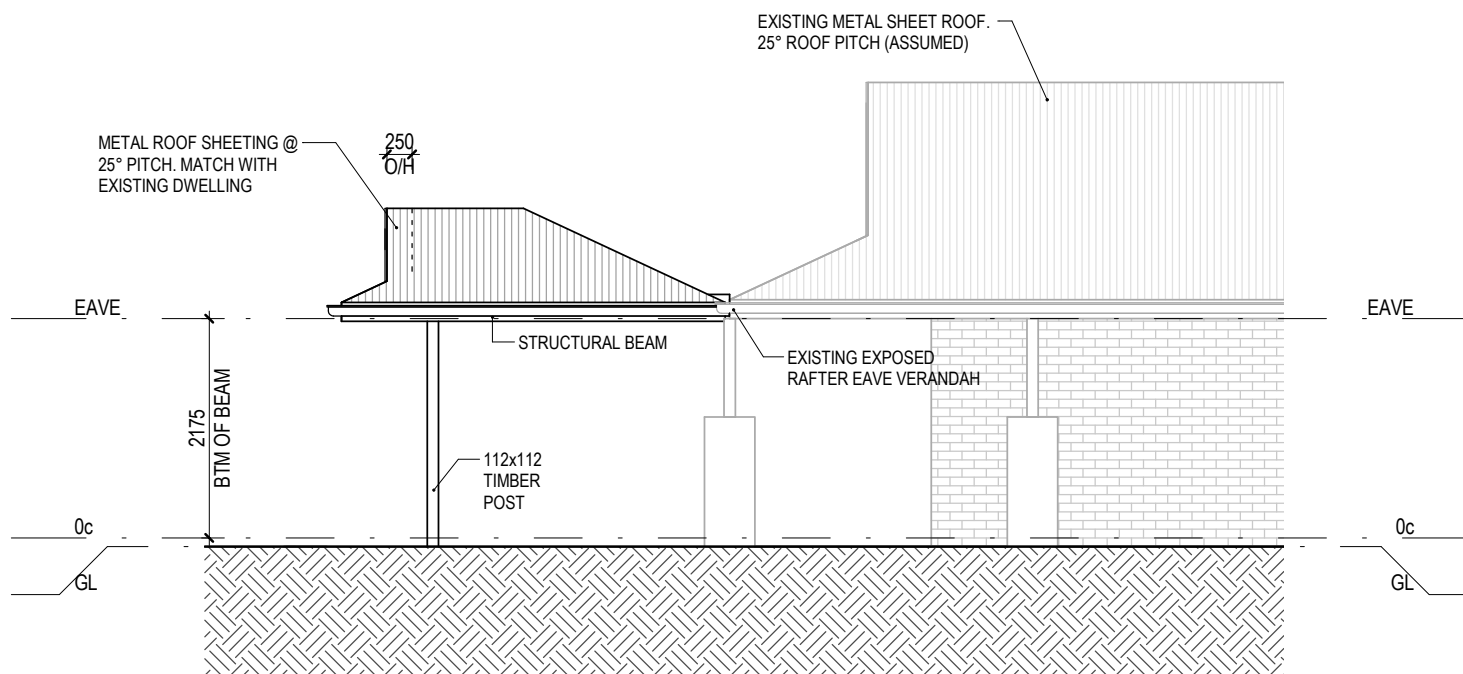 EXISTING METAL SHEET ROOF.
25° ROOF PITCH (ASSUMED)
METAL ROOF SHEETING @
25° PITCH. MATCH WITH
EXISTING DWELLING
250
O/H
EAVE
EAVE
STRUCTURAL BEAM
EXISTING EXPOSED
RAFTER EAVE VERANDAH
2175
BTM OF BEAM
112x112
TIMBER
POST
0c
0c
GL
GL